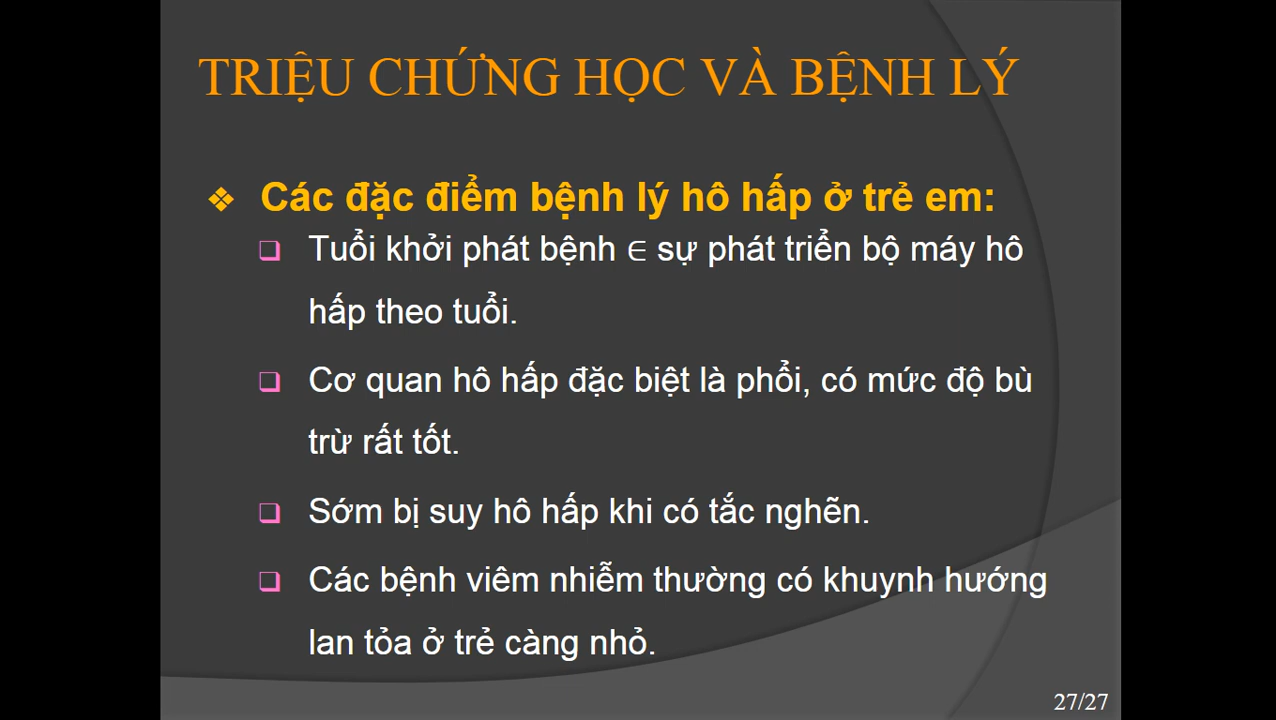 TRIỆU CHỨNG HỌC VÀ BỆNH LÝ
❖ Các đặc điểm bệnh lý hô hấp ở trẻ em:
❑ Tuổi khởi phát bệnh ∈ sự phát triển bộ máy hô
hấp theo tuổi.
❑ Cơ quan hô hấp đặc biệt là phổi, có mức độ bù
trừ rất tốt.
❑ Sớm bị suy hô hấp khi có tắc nghẽn.
❑ Các bệnh viêm nhiễm thường có khuynh hướng
lan tỏa ở trẻ càng nhỏ.
27/27